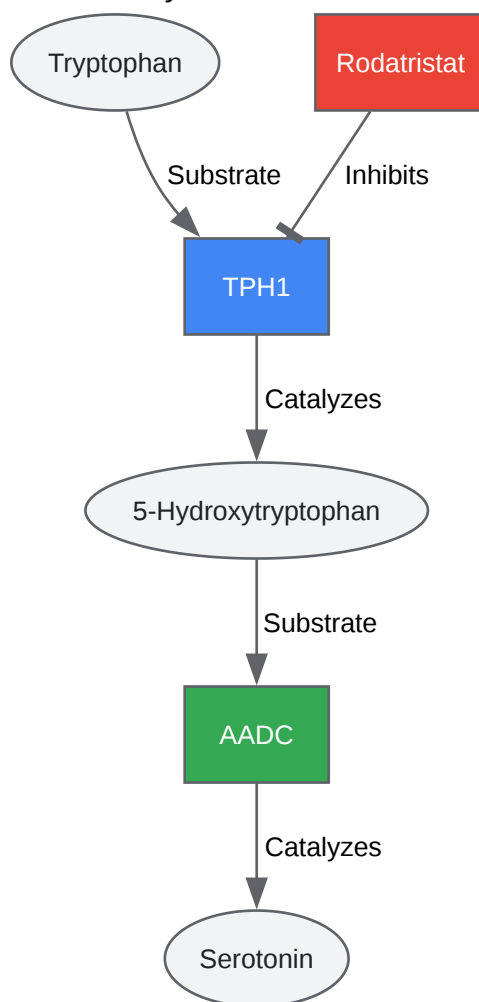 Tryptophan
Rodatristat
Substrate
Inhibits
TPH1
Catalyzes
5-Hydroxytryptophan
Substrate
AADC
Catalyzes
Serotonin